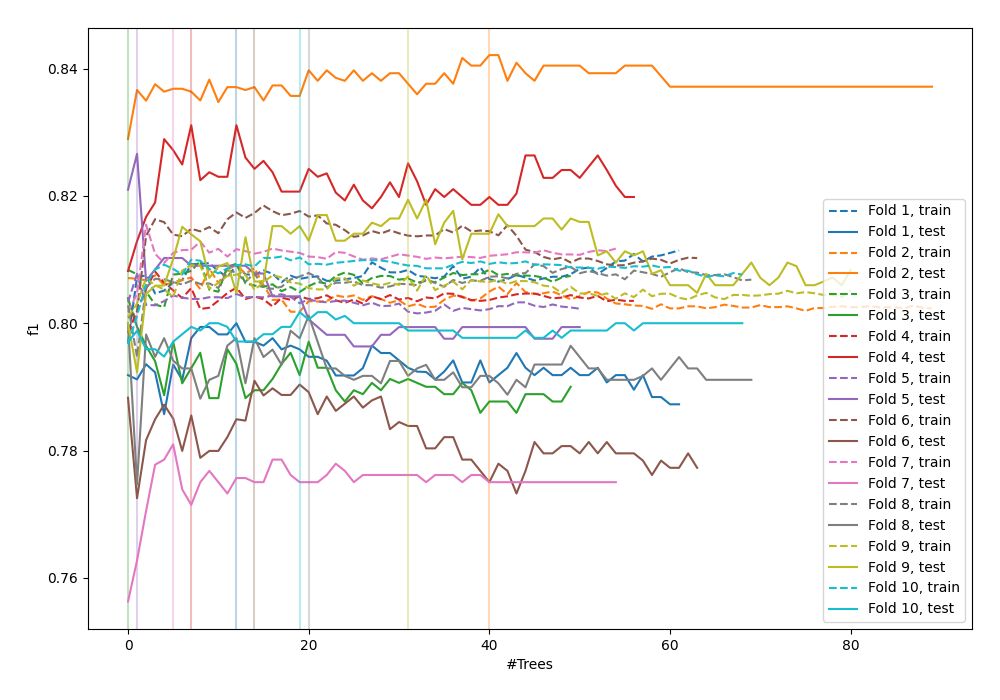 0.84
0.82
0.80
0.78
0.76
f1
0
20
40
60
80
#Trees
Fold 1, train
Fold 1, test
Fold 2, train
Fold 2, test
Fold 3, train
Fold 3, test
Fold 4, train
Fold 4, test
Fold 5, train
Fold 5, test
Fold 6, train
Fold 6, test
Fold 7, train
Fold 7, test
Fold 8, train
Fold 8, test
Fold 9, train
Fold 9, test
Fold 10, train
Fold 10, test